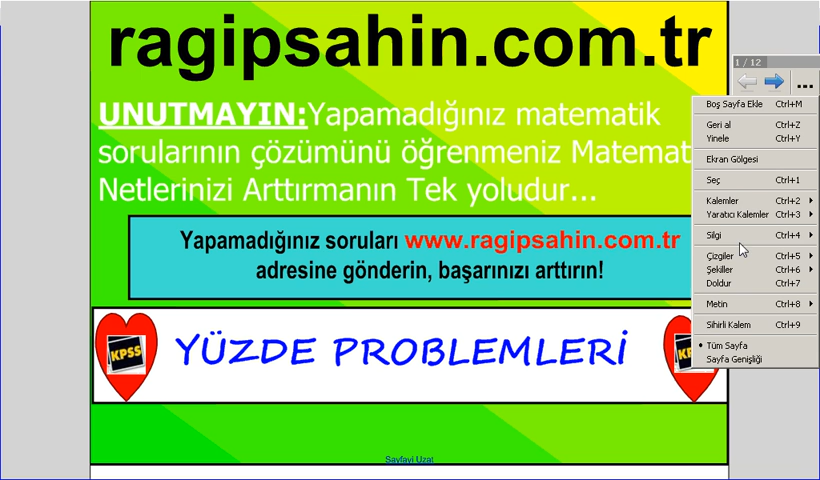 ragipsahin.com.tr
UNUTMAYIN:Yapamadığınız matematik
sorularının çözümünü öğrenmeniz Matemat
Netlerinizi Arttırmanın Tek yoludur...
Yapamadığınız soruları www.ragipsahin.com.tr
adresine gönderin, başarınızı arttırın!
KPSS
YÜZDE PROBLEMLERİ
Sayfayi Uzat
1 / 12
...
Boş Sayfa Ekle Ctrl+M
Geri al Ctrl+Z
Yinele Ctrl+Y
Ekran Gölgesi
Seç Ctrl+1
Kalemler Ctrl+2
Yaratıcı Kalemler Ctrl+3
Silgi Ctrl+4
Çizgiler Ctrl+5
Şekiller Ctrl+6
Doldur Ctrl+7
Metin Ctrl+8
Sihirli Kalem Ctrl+9
Tüm Sayfa
Sayfa Genişliği